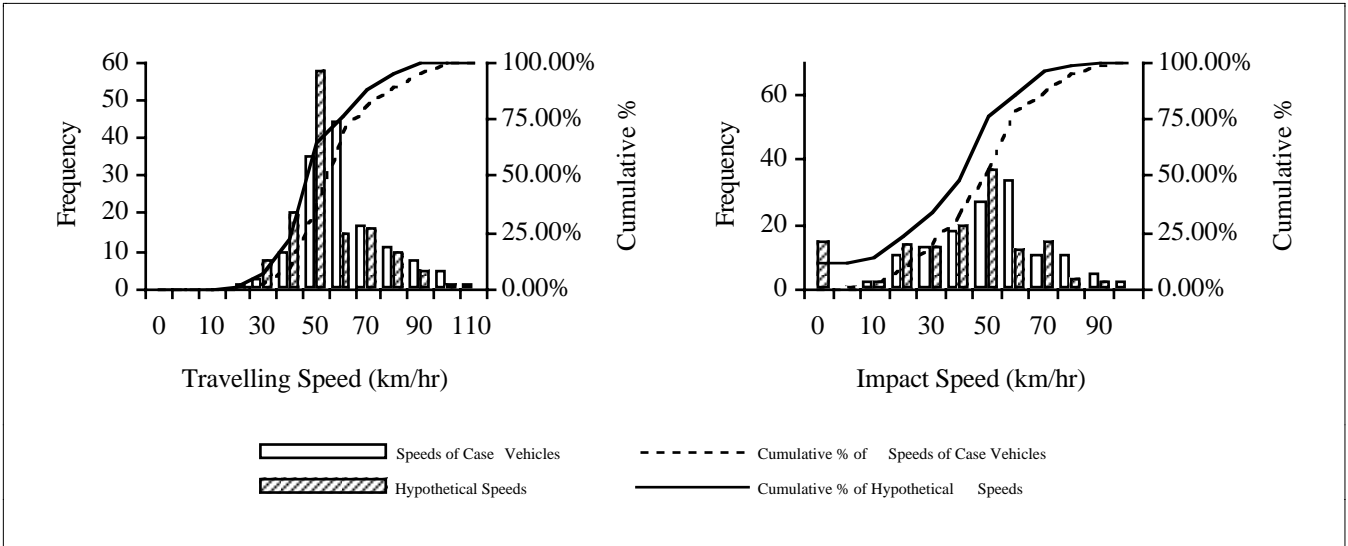 60
50
40
30
20
10
0
Frequency
100.00%
75.00%
50.00%
25.00%
0.00%
Cumulative %
0 10 30 50 70 90 110
Travelling Speed (km/hr)
60
40
20
0
Frequency
100.00%
75.00%
50.00%
25.00%
0.00%
Cumulative %
0 10 30 50 70 90
Impact Speed (km/hr)
Speeds of Case Vehicles
Cumulative % of Speeds of Case Vehicles
Hypothetical Speeds
Cumulative % of Hypothetical Speeds